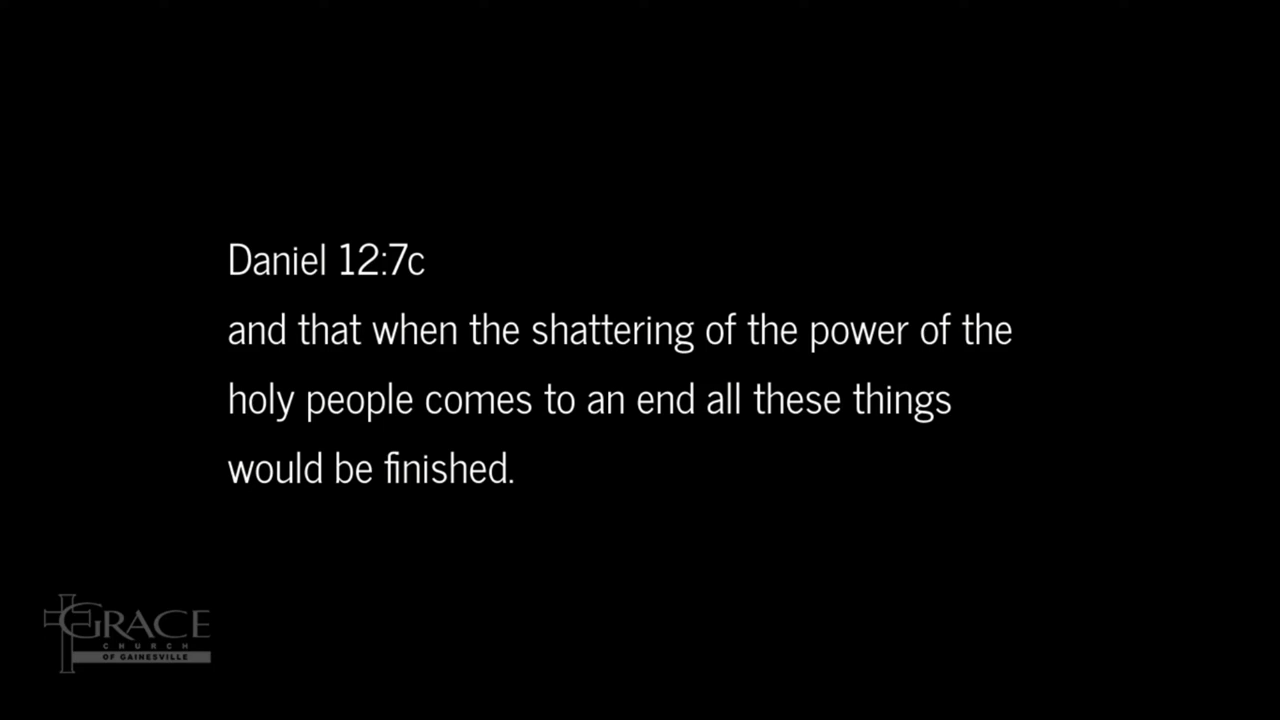 Daniel 12:7c
and that when the shattering of the power of the
holy people comes to an end all these things
would be finished.
GRACE
CHURCH
OF GAINESVILLE